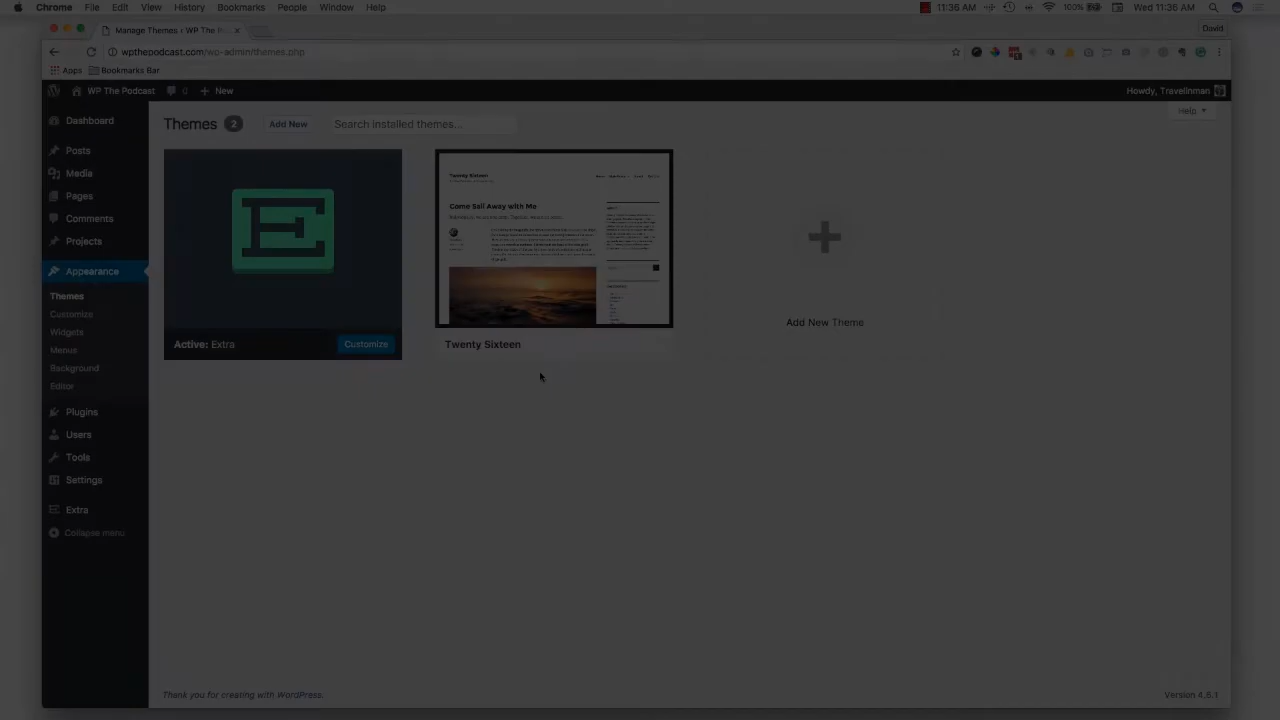 Chrome File Edit View History Bookmarks People Window Help
11:36 AM 100% Wed 11:36 AM
Manage Themes ‹ WP The P
David
wpthepodcast.com/wp-admin/themes.php
Apps Bookmarks Bar
WP The Podcast 0 New
Howdy, Travelinman
Help
Dashboard
Posts
Media
Pages
Comments
Projects
Appearance
Themes
Customize
Widgets
Menus
Background
Editor
Plugins
Users
Tools
Settings
Extra
Collapse menu
Themes 2 Add New Search installed themes...
E
Active: Extra Customize
Twenty Sixteen
Come Sail Away with Me
Twenty Sixteen
Add New Theme
Thank you for creating with WordPress.
Version 4.8.1